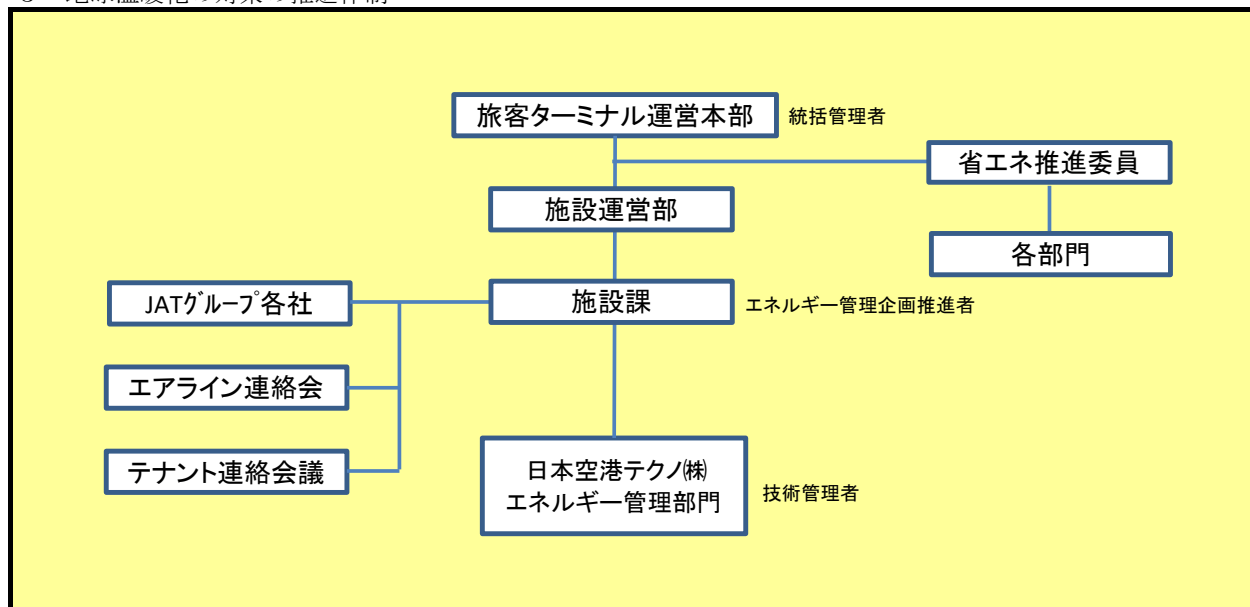 旅客ターミナル運営本部 統括管理者
省エネ推進委員
施設運営部
各部門
JATグループ各社
施設課 エネルギー管理企画推進者
エアライン連絡会
テナント連絡会議
日本空港テクノ㈱
エネルギー管理部門
技術管理者